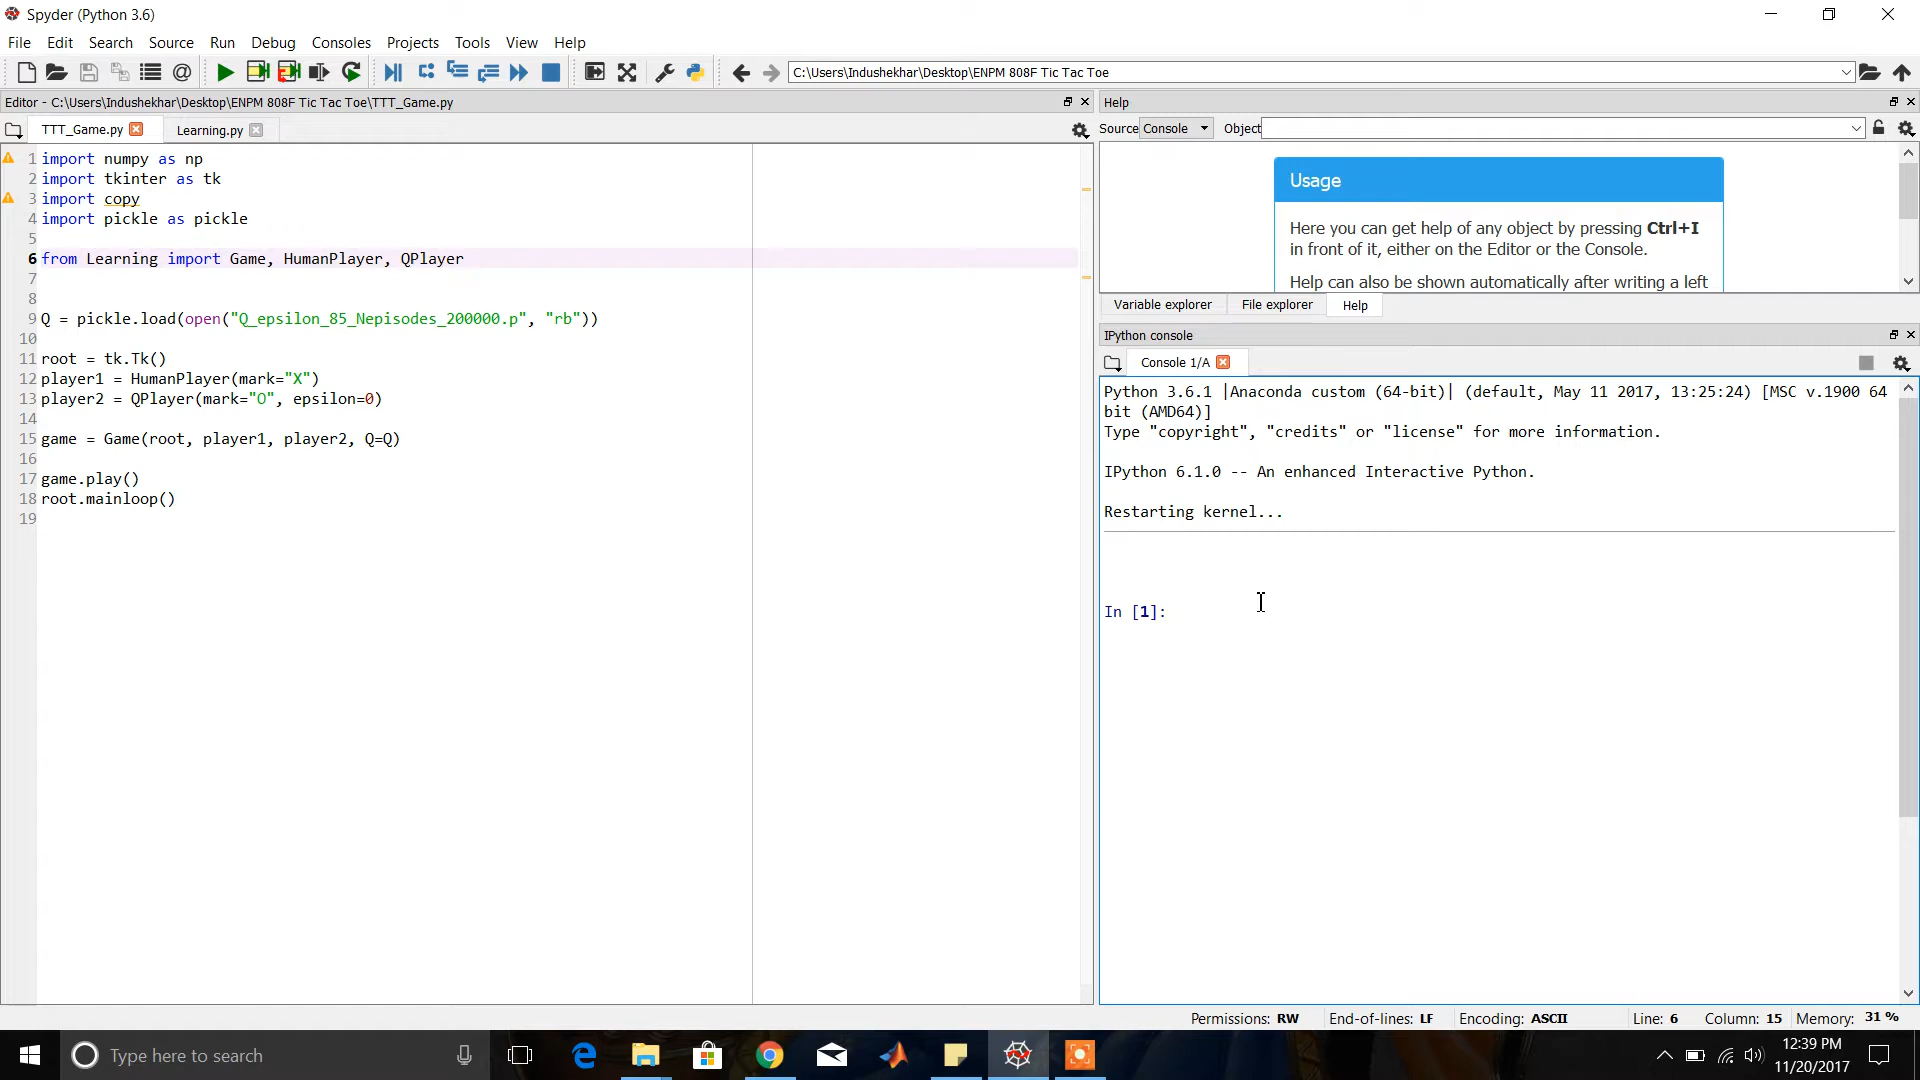 Spyder (Python 3.6)
File Edit Search Source Run Debug Consoles Projects Tools View Help
C:\Users\Indushekhar\Desktop\ENPM 808F Tic Tac Toe
Editor - C:\Users\Indushekhar\Desktop\ENPM 808F Tic Tac Toe\TTT_Game.py
TTT_Game.py Learning.py
1 import numpy as np
2 import tkinter as tk
3 import copy
4 import pickle as pickle
5
6 from Learning import Game, HumanPlayer, QPlayer
7
8
9 Q = pickle.load(open("Q_epsilon_85_Nepisodes_200000.p", "rb"))
10
11 root = tk.Tk()
12 player1 = HumanPlayer(mark="X")
13 player2 = QPlayer(mark="O", epsilon=0)
14
15 game = Game(root, player1, player2, Q=Q)
16
17 game.play()
18 root.mainloop()
19
Help
Source Console Object
Usage
Here you can get help of any object by pressing Ctrl+I
in front of it, either on the Editor or the Console.
Help can also be shown automatically after writing a left
Variable explorer File explorer Help
IPython console
Console 1/A
Python 3.6.1 |Anaconda custom (64-bit)| (default, May 11 2017, 13:25:24) [MSC v.1900 64
bit (AMD64)]
Type "copyright", "credits" or "license" for more information.
IPython 6.1.0 -- An enhanced Interactive Python.
Restarting kernel...
In [1]:
Permissions: RW End-of-lines: LF Encoding: ASCII Line: 6 Column: 15 Memory: 31 %
Type here to search
12:39 PM
11/20/2017